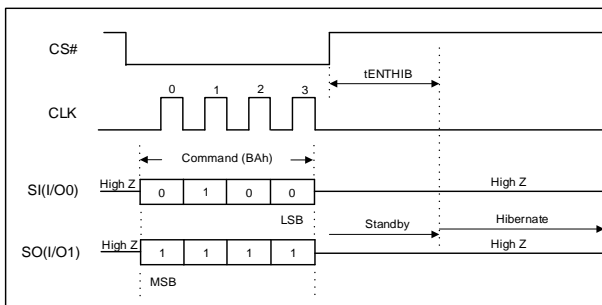 CS#
tENTHIB
0 1 2 3
CLK
Command (BAh)
High Z
High Z
SI(I/O0)
0 1 0 0
LSB
Standby
Hibernate
High Z
High Z
SO(I/O1)
1 1 1 1
MSB